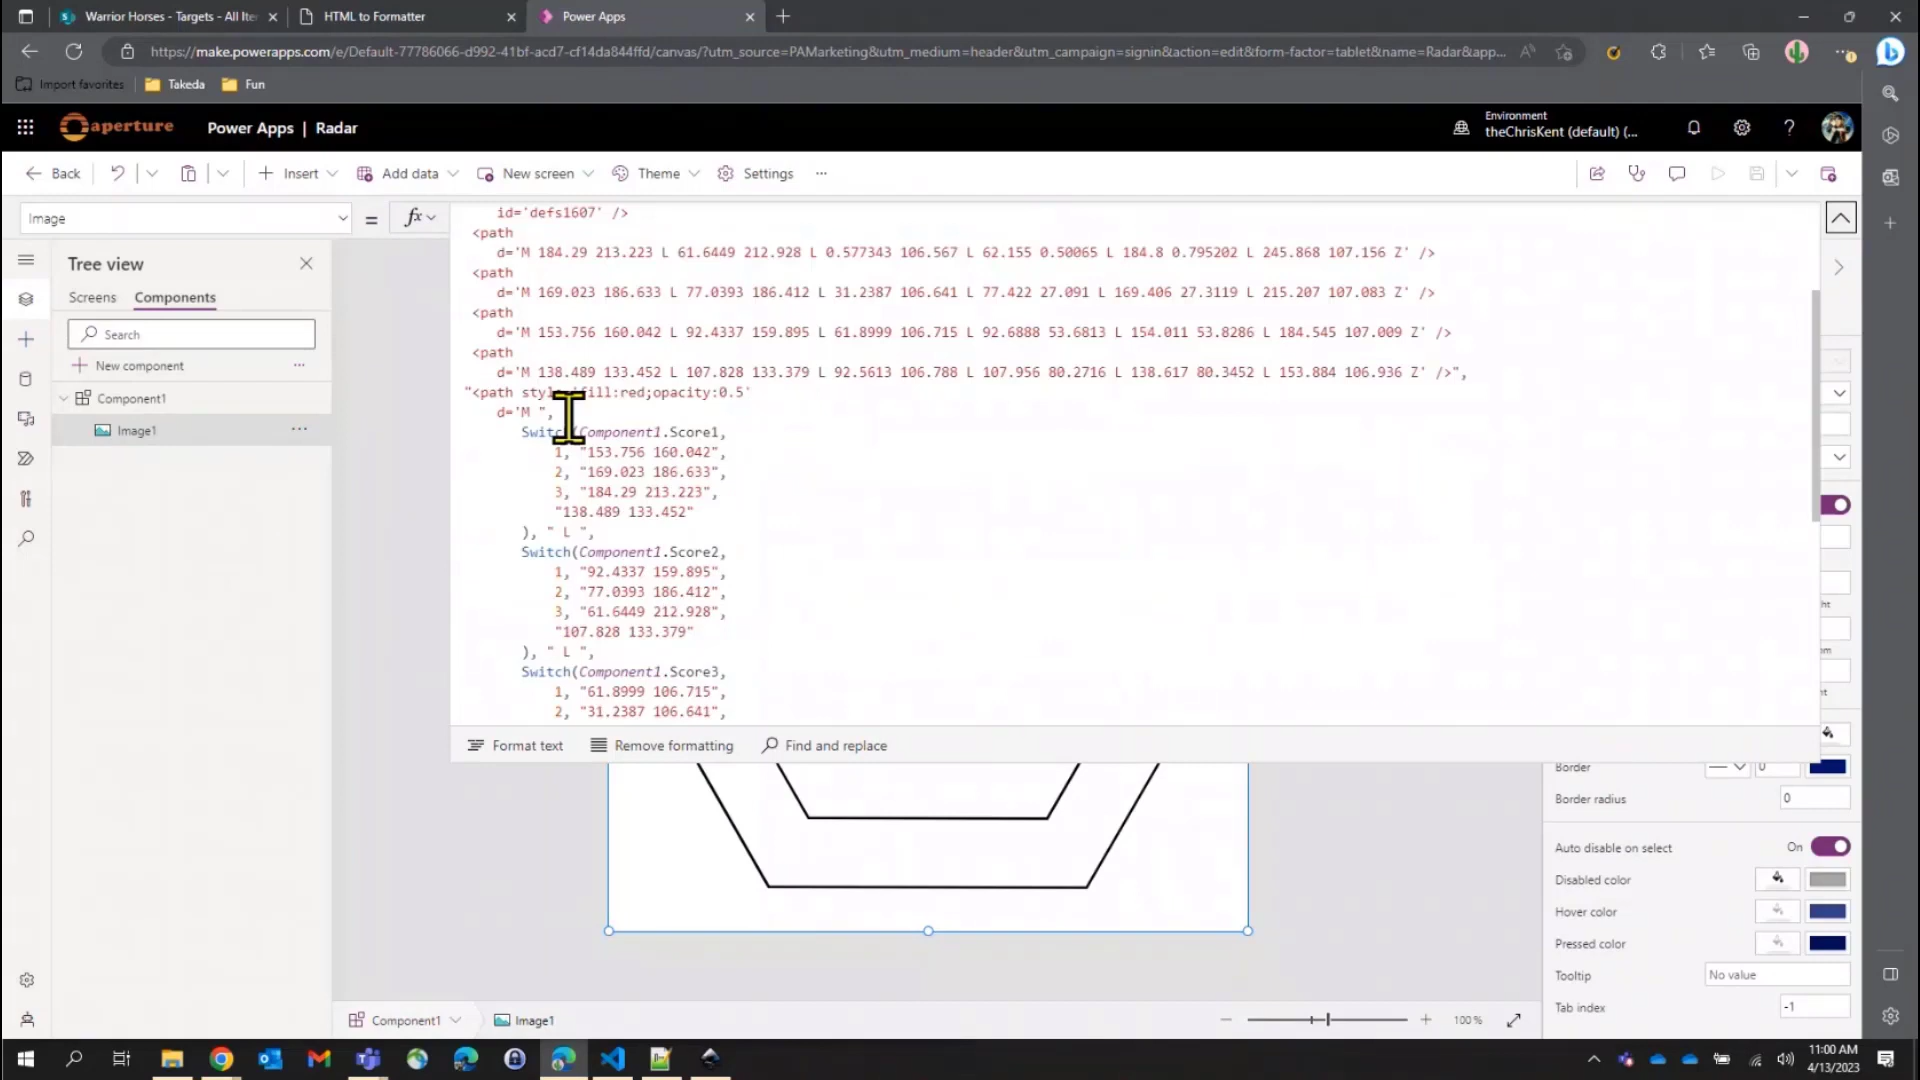 Warrior Horses - Targets - All Ite
HTML to Formatter
Power Apps
https://make.powerapps.com/e/Default-77786066-d992-41bf-acd7-cf14da844ffd/canvas/?utm_source=PAMarketing&utm_medium=header&utm_campaign=signin&action=edit&form-factor=tablet&name=Radar&app...
Import favorites
Takeda
Fun
aperture
Power Apps | Radar
Environment
theChrisKent (default) (...
Back
Insert
Add data
New screen
Theme
Settings
Image
=
fx
id='defs1607' />
<path
d='M 184.29 213.223 L 61.6449 212.928 L 0.577343 106.567 L 62.155 0.50065 L 184.8 0.795202 L 245.868 107.156 Z' />
<path
d='M 169.023 186.633 L 77.0393 186.412 L 31.2387 106.641 L 77.422 27.091 L 169.406 27.3119 L 215.207 107.083 Z' />
<path
d='M 153.756 160.042 L 92.4337 159.895 L 61.8999 106.715 L 92.6888 53.6813 L 154.011 53.8286 L 184.545 107.009 Z' />
<path
d='M 138.489 133.452 L 107.828 133.379 L 92.5613 106.788 L 107.956 80.2716 L 138.617 80.3452 L 153.884 106.936 Z' />",
"<path style='fill:red;opacity:0.5'
d='M ",
Switch(Component1.Score1,
1, "153.756 160.042",
2, "169.023 186.633",
3, "184.29 213.223",
"138.489 133.452"
), " L ",
Switch(Component1.Score2,
1, "92.4337 159.895",
2, "77.0393 186.412",
3, "61.6449 212.928",
"107.828 133.379"
), " L ",
Switch(Component1.Score3,
1, "61.8999 106.715",
2, "31.2387 106.641",
Format text
Remove formatting
Find and replace
Tree view
Screens
Components
Search
New component
Component1
Image1
Border
0
Border radius
0
Auto disable on select
On
Disabled color
Hover color
Pressed color
Tooltip
No value
Tab index
-1
Component1
Image1
100 %
11:00 AM
4/13/2023